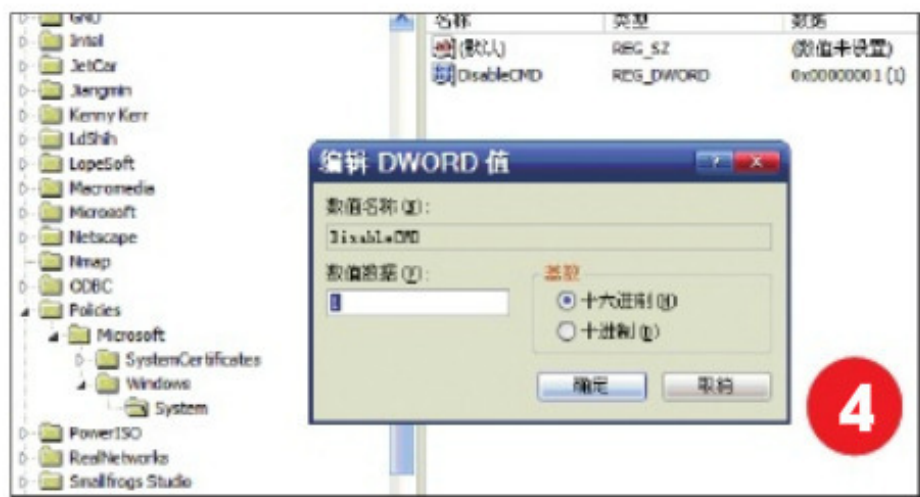 GNU
Intel
JetCar
Jiangmin
Kenny Kerr
LdShih
LopeSoft
Macromedia
Microsoft
Netscape
Nmap
ODBC
Policies
Microsoft
SystemCertificates
Windows
System
PowerISO
RealNetworks
Smallfrogs Studio
名称 类型 数据
(默认) REG_SZ (数值未设置)
DisableCMD REG_DWORD 0x00000001 (1)
编辑 DWORD 值
数值名称(N):
DisableCMD
数值数据(V):
1
基数
十六进制(H)
十进制(D)
确定 取消
4